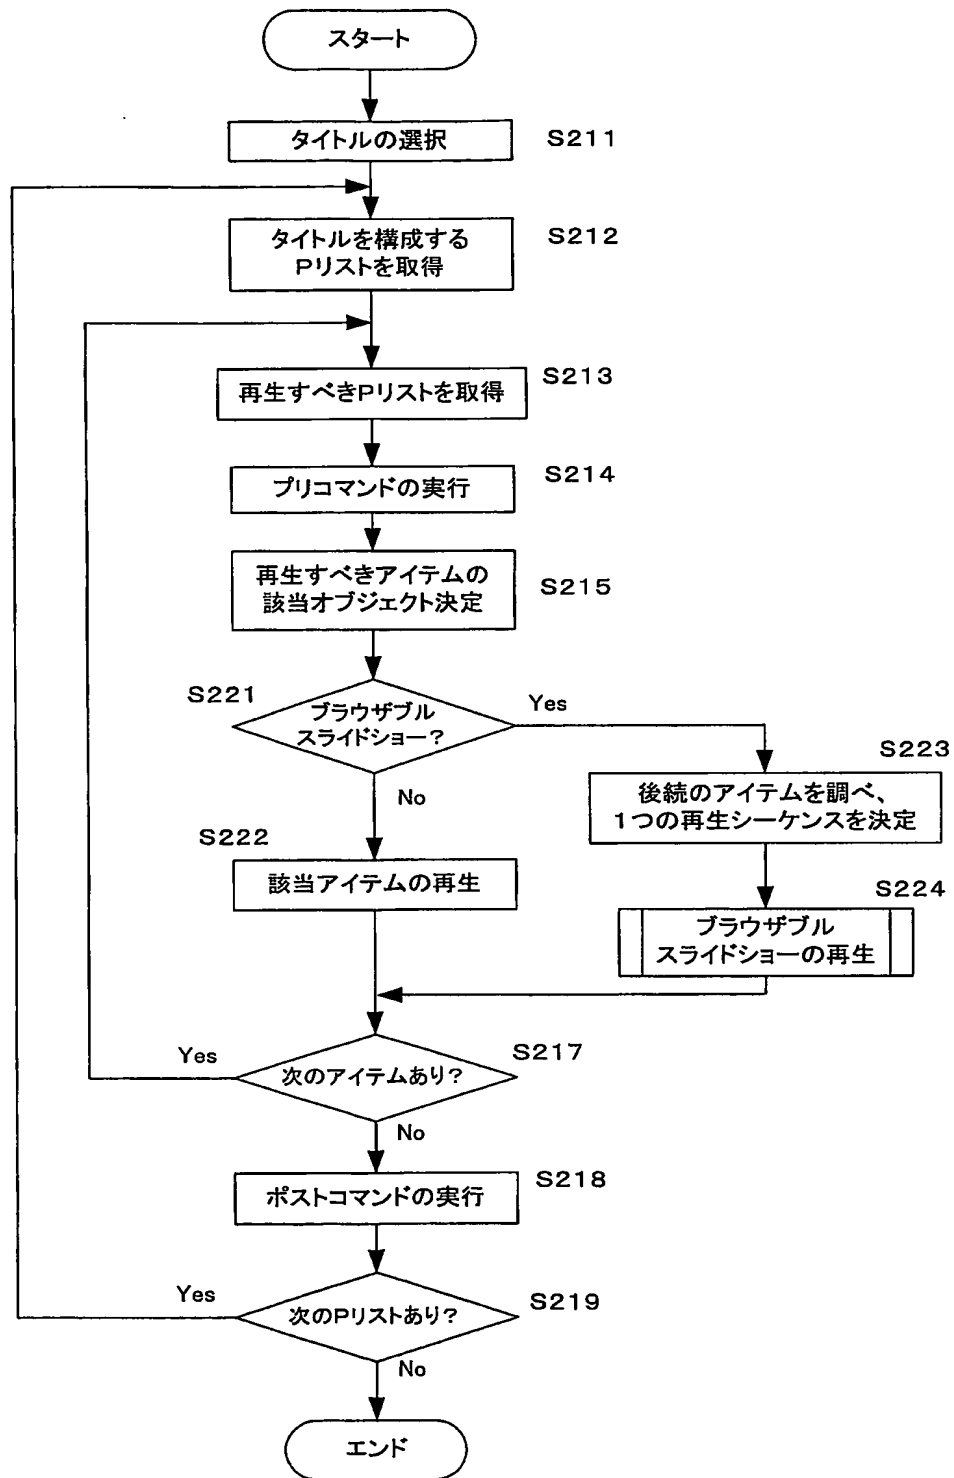 スタート
タイトルの選択
S211
タイトルを構成する
Pリストを取得
S212
再生すべきPリストを取得
S213
プリコマンドの実行
S214
再生すべきアイテムの
該当オブジェクト決定
S215
S221
ブラウザブル
スライドショー?
Yes
No
S223
後続のアイテムを調べ、
1つの再生シーケンスを決定
S222
該当アイテムの再生
S224
ブラウザブル
スライドショーの再生
Yes
次のアイテムあり?
S217
No
ポストコマンドの実行
S218
Yes
次のPリストあり?
S219
No
エンド